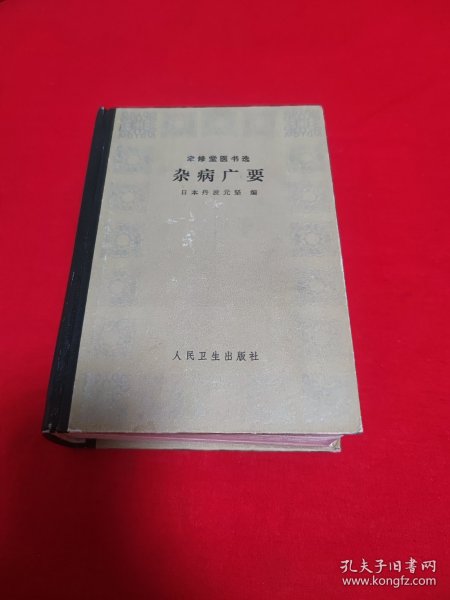 聿修堂医书选
杂病广要
日本丹波元坚 编
人民卫生出版社
孔夫子旧书网
www.kongfz.com